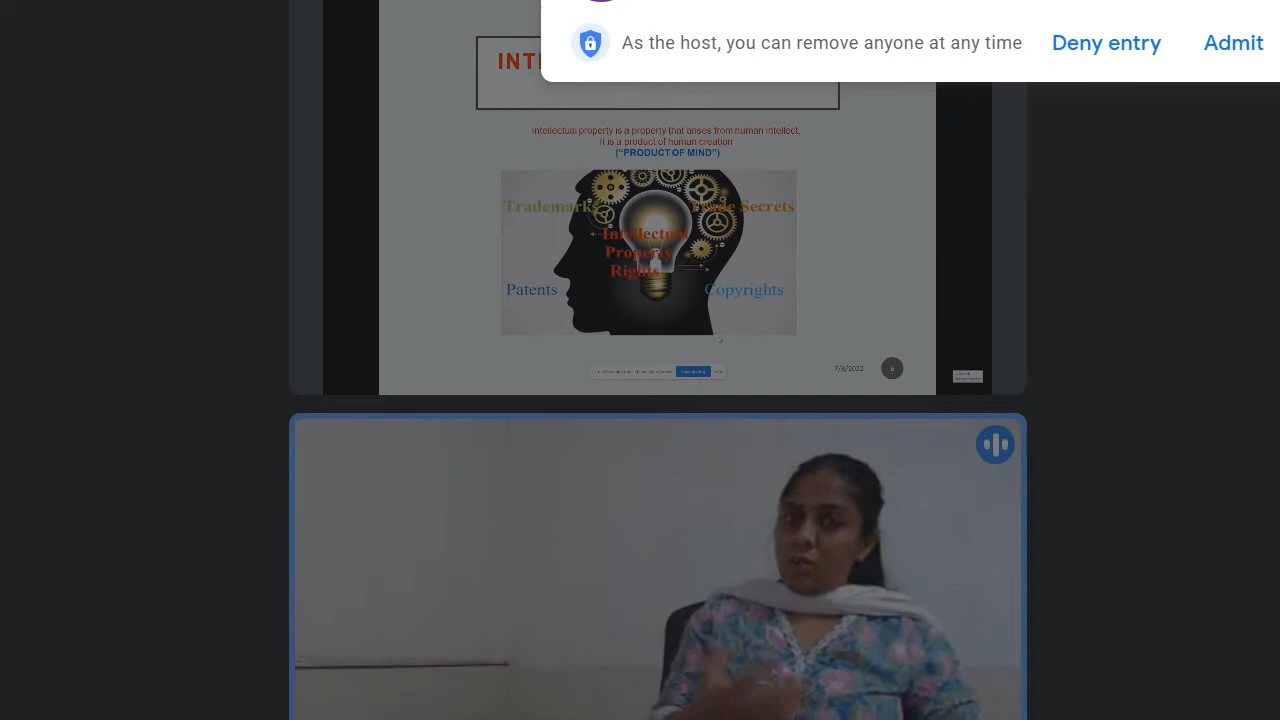 As the host, you can remove anyone at any time Deny entry Admit
INT
Intellectual property is a property that arises from human intellect.
It is a product of human creation
("PRODUCT OF MIND")
Trademarks Trade Secrets
Intellectual
Property
Rights
Patents Copyrights
7/8/2022